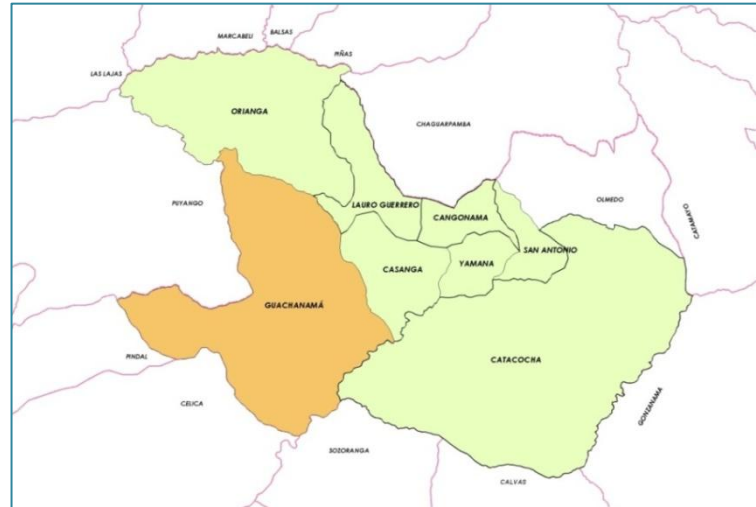 BALSAS
MARCABELI
PIÑAS
LAS LAJAS
ORIANGA
CHAGUARPAMBA
PUYANGO
OLMEDO
LAURO GUERRERO
CANGONAMA
CATAMAYO
SAN ANTONIO
YAMANA
CASANGA
GUACHANAMÁ
PINDAL
CATACOCHA
CELICA
GONZANAMA
SOZORANGA
CALVAS